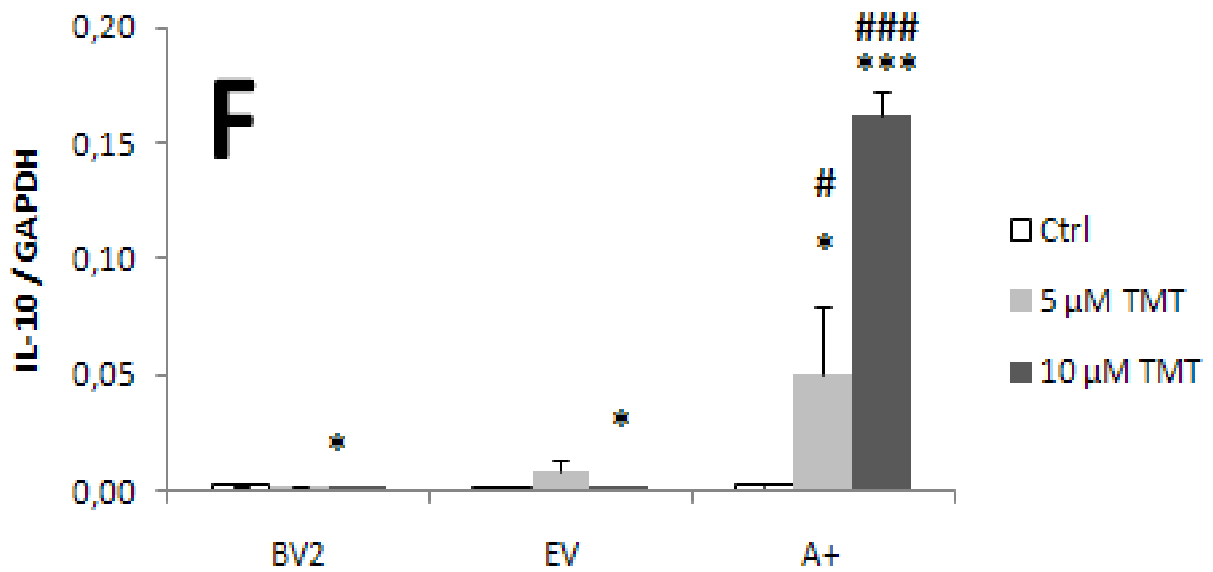 F
IL-10 /GAPDH
0,20
0,15
0,10
0,05
0,00
*
*
#
*
###
***
BV2
EV
A+
Ctrl
5 µM TMT
10 µM TMT